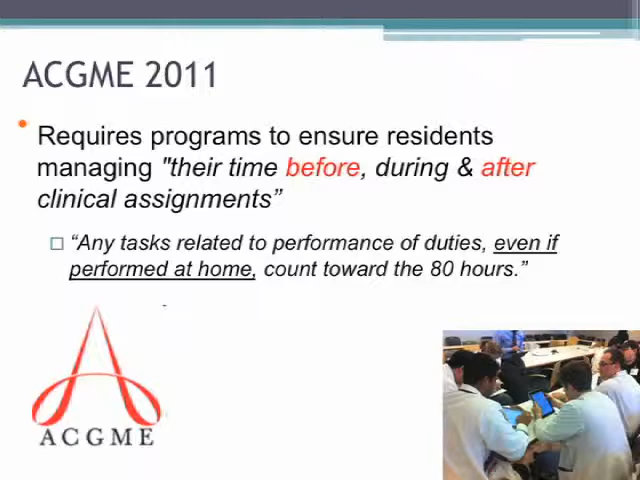 ACGME 2011
• Requires programs to ensure residents
managing "their time before, during & after
clinical assignments”
“Any tasks related to performance of duties, even if
performed at home, count toward the 80 hours.”
ACGME